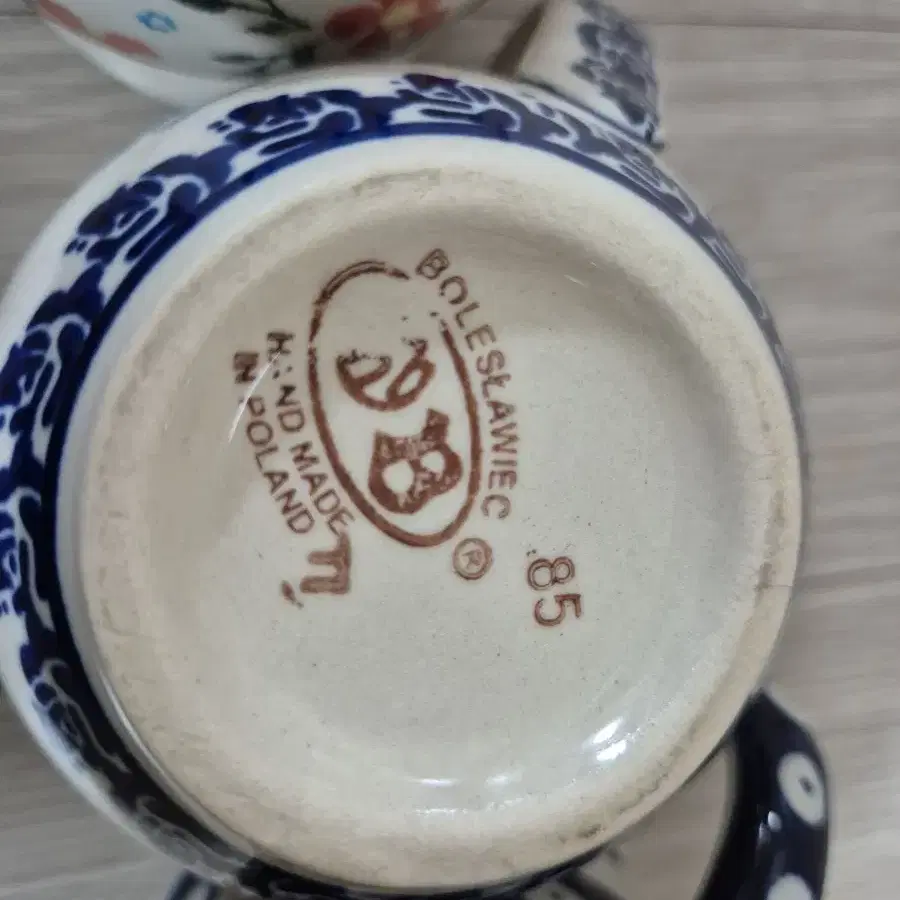 BOLESŁAWIEC
®
HAND MADE
IN POLAND
85